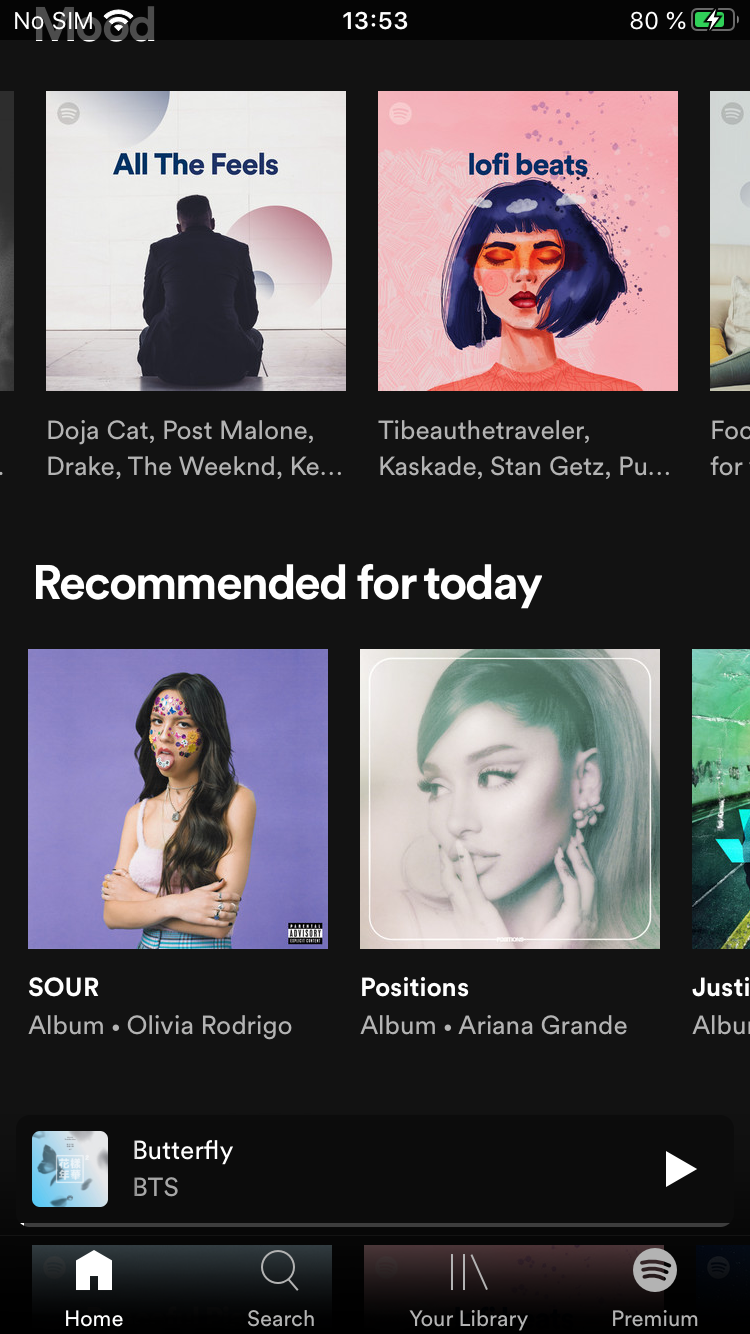 No SIM 13:53 80 %
Mood
All The Feels
lofi beats
Doja Cat, Post Malone,
Drake, The Weeknd, Ke...
Tibeauthetraveler,
Kaskade, Stan Getz, Pu...
Foc
for
Recommended for today
PARENTAL
ADVISORY
EXPLICIT CONTENT
SOUR
Album • Olivia Rodrigo
Positions
Album • Ariana Grande
Justi
Albu
Butterfly
BTS
Home
Search
Your Library
Premium